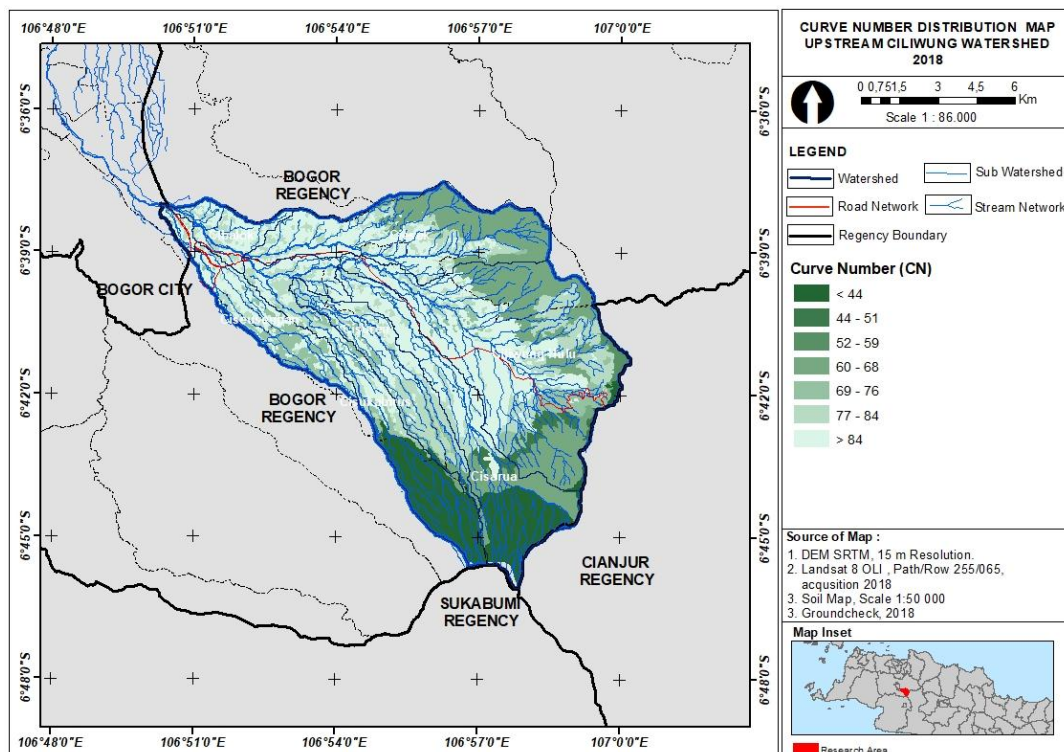 106°48'0"E 106°51'0"E 106°54'0"E 106°57'0"E 107°0'0"E
6°36'0"S
6°39'0"S
6°42'0"S
6°45'0"S
6°48'0"S
BOGOR
REGENCY
BOGOR CITY
BOGOR
REGENCY
Cisarua
CIANJUR
REGENCY
SUKABUMI
REGENCY
6°36'0"S
6°39'0"S
6°42'0"S
6°45'0"S
6°48'0"S
106°48'0"E 106°51'0"E 106°54'0"E 106°57'0"E 107°0'0"E
CURVE NUMBER DISTRIBUTION MAP
UPSTREAM CILIWUNG WATERSHED
2018
0 0,751,5 3 4,5 6
Km
Scale 1 : 86.000
LEGEND
Watershed
Sub Watershed
Road Network
Stream Network
Regency Boundary
Curve Number (CN)
< 44
44 - 51
52 - 59
60 - 68
69 - 76
77 - 84
> 84
Source of Map :
1. DEM SRTM, 15 m Resolution.
2. Landsat 8 OLI , Path/Row 255/065,
acqusition 2018
3. Soil Map, Scale 1:50 000
3. Groundcheck, 2018
Map Inset
Research Area